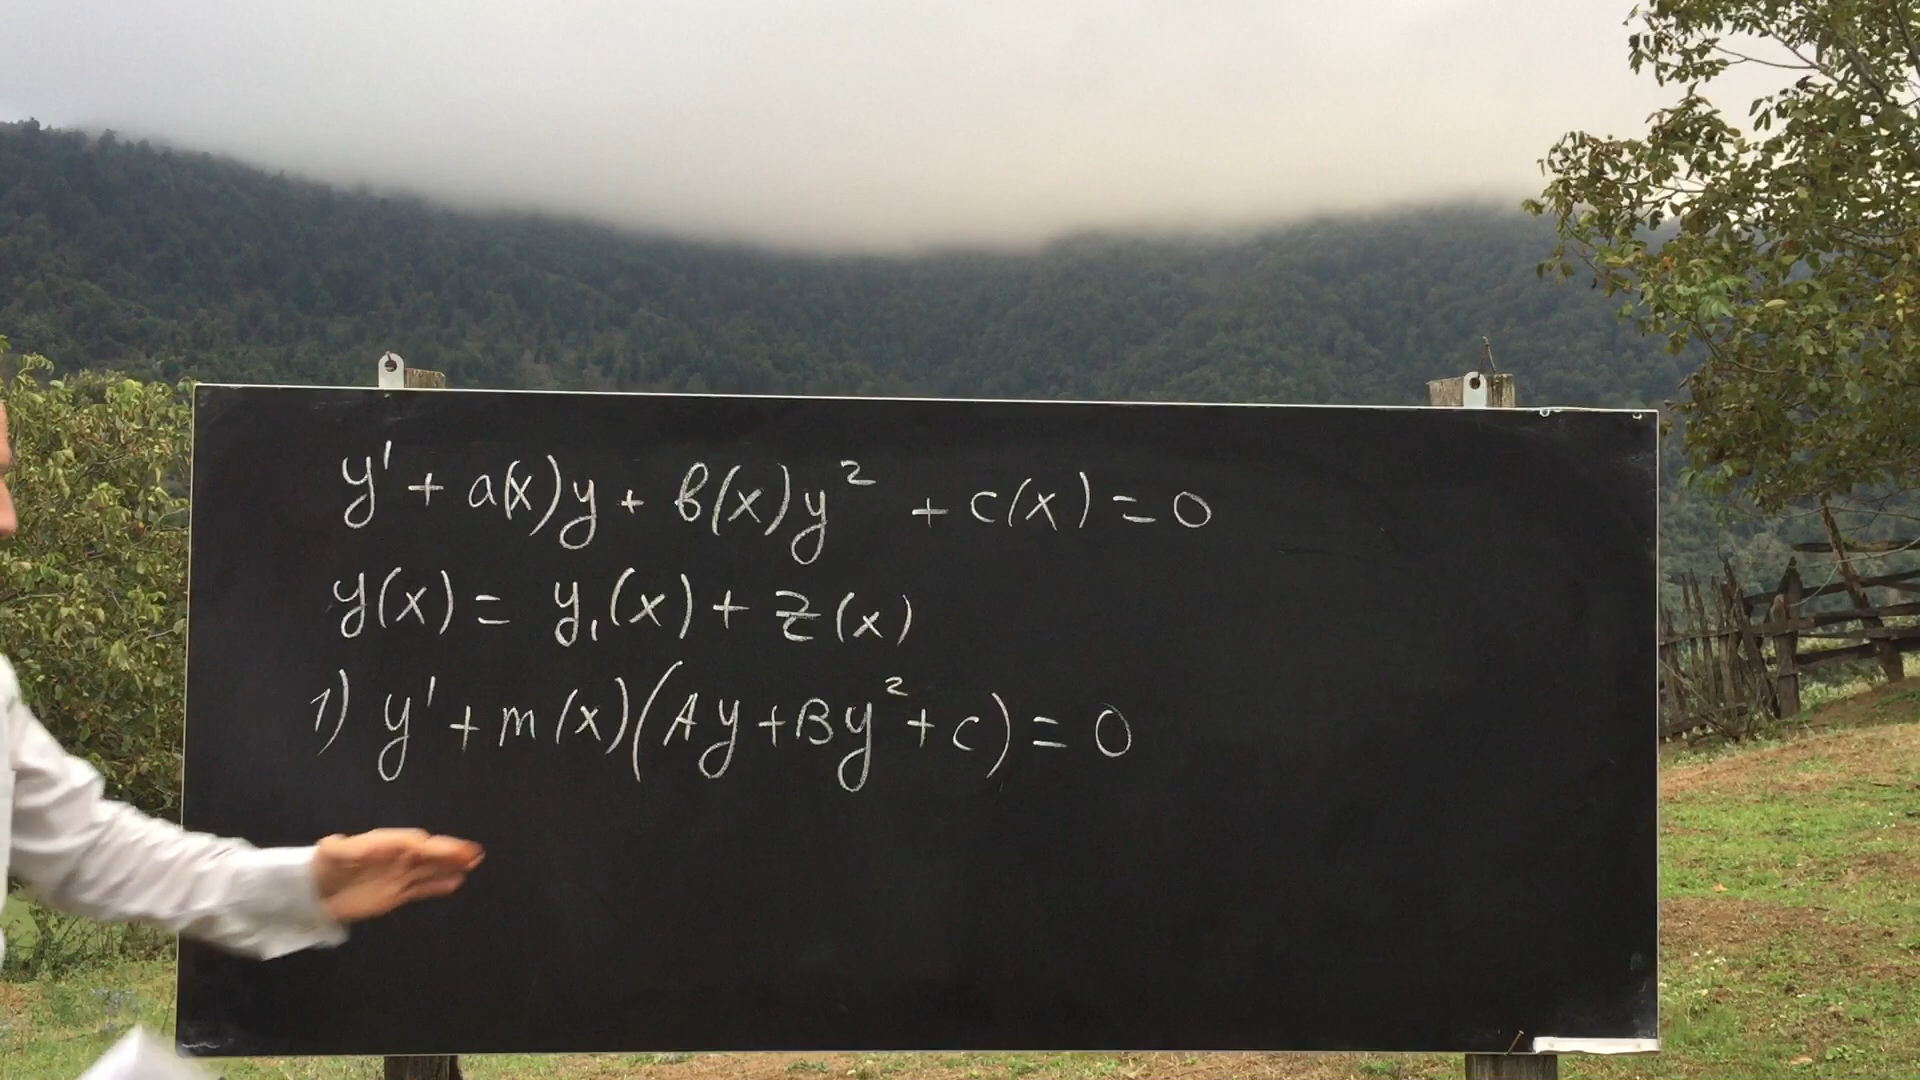 y' + a(x)y + b(x)y² + c(x) = 0
y(x) = y₁(x) + z(x)
1) y' + m(x)(Ay + By² + C) = 0